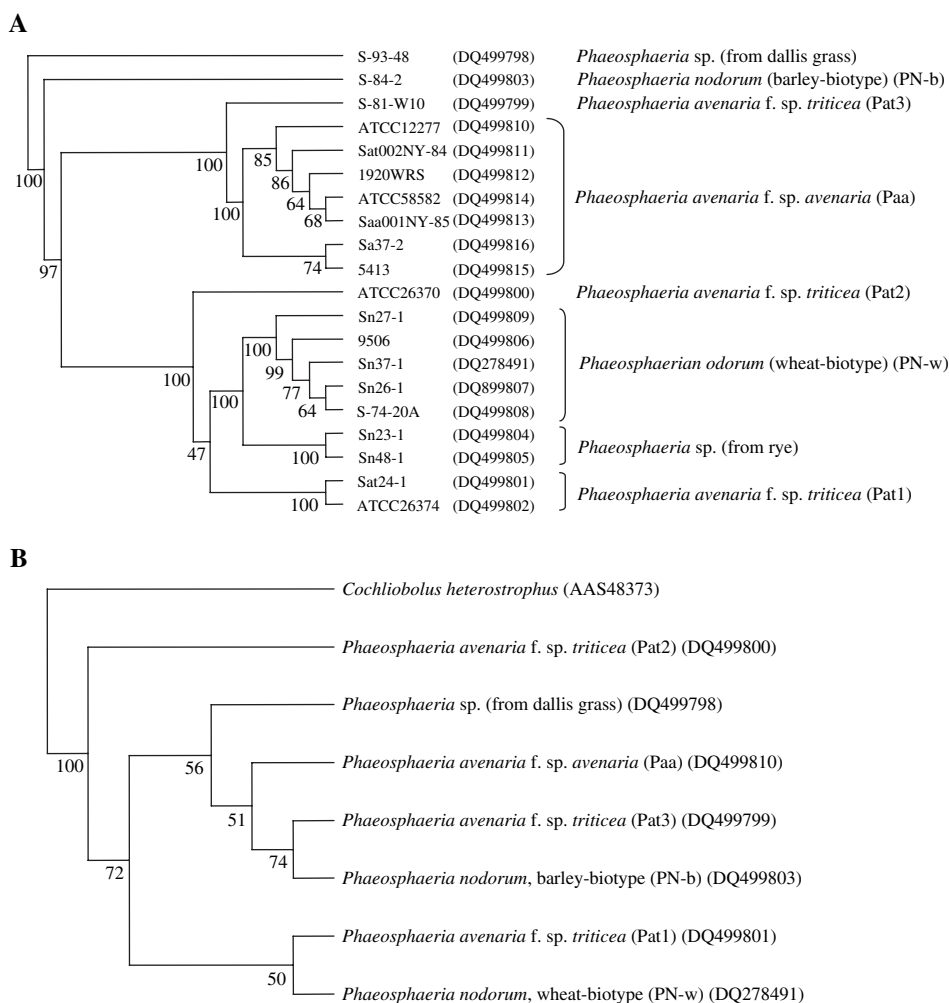 A
S-93-48 (DQ499798) Phaesphaeria sp. (from dallis grass)
S-84-2 (DQ499803) Phaeosphaeria nodorum (barley-biotype) (PN-b)
S-81-W10 (DQ499799) Phaeosphaeria avenaria f. sp. triticea (Pat3)
ATCC12277 (DQ499810)
85 Sat002NY-84 (DQ499811)
100 86 1920WRS (DQ499812)
100 64 ATCC58582 (DQ499814) Phaeosphaeria avenaria f. sp. avenaria (Paa)
100 68 Saa001NY-85 (DQ499813)
Sa37-2 (DQ499816)
97 74 5413 (DQ499815)
ATCC26370 (DQ499800) Phaeosphaeria avenaria f. sp. triticea (Pat2)
Sn27-1 (DQ499809)
100 9506 (DQ499806)
99 Sn37-1 (DQ278491) Phaeosphaerian odorum (wheat-biotype) (PN-w)
100 77 Sn26-1 (DQ899807)
100 64 S-74-20A (DQ499808)
Sn23-1 (DQ499804)
Phaeosphaeria sp. (from rye)
47 100 Sn48-1 (DQ499805)
Sat24-1 (DQ499801)
Phaeosphaeria avenaria f. sp. triticea (Pat1)
100 ATCC26374 (DQ499802)
B
Cochliobolus heterostrophus (AAS48373)
Phaeosphaeria avenaria f. sp. triticea (Pat2) (DQ499800)
Phaeosphaeria sp. (from dallis grass) (DQ499798)
100 56 Phaeosphaeria avenaria f. sp. avenaria (Paa) (DQ499810)
51 Phaeosphaeria avenaria f. sp. triticea (Pat3) (DQ499799)
72 74 Phaeosphaeria nodorum, barley-biotype (PN-b) (DQ499803)
Phaeosphaeria avenaria f. sp. triticea (Pat1) (DQ499801)
50
Phaeosphaeria nodorum, wheat-biotype (PN-w) (DQ278491)